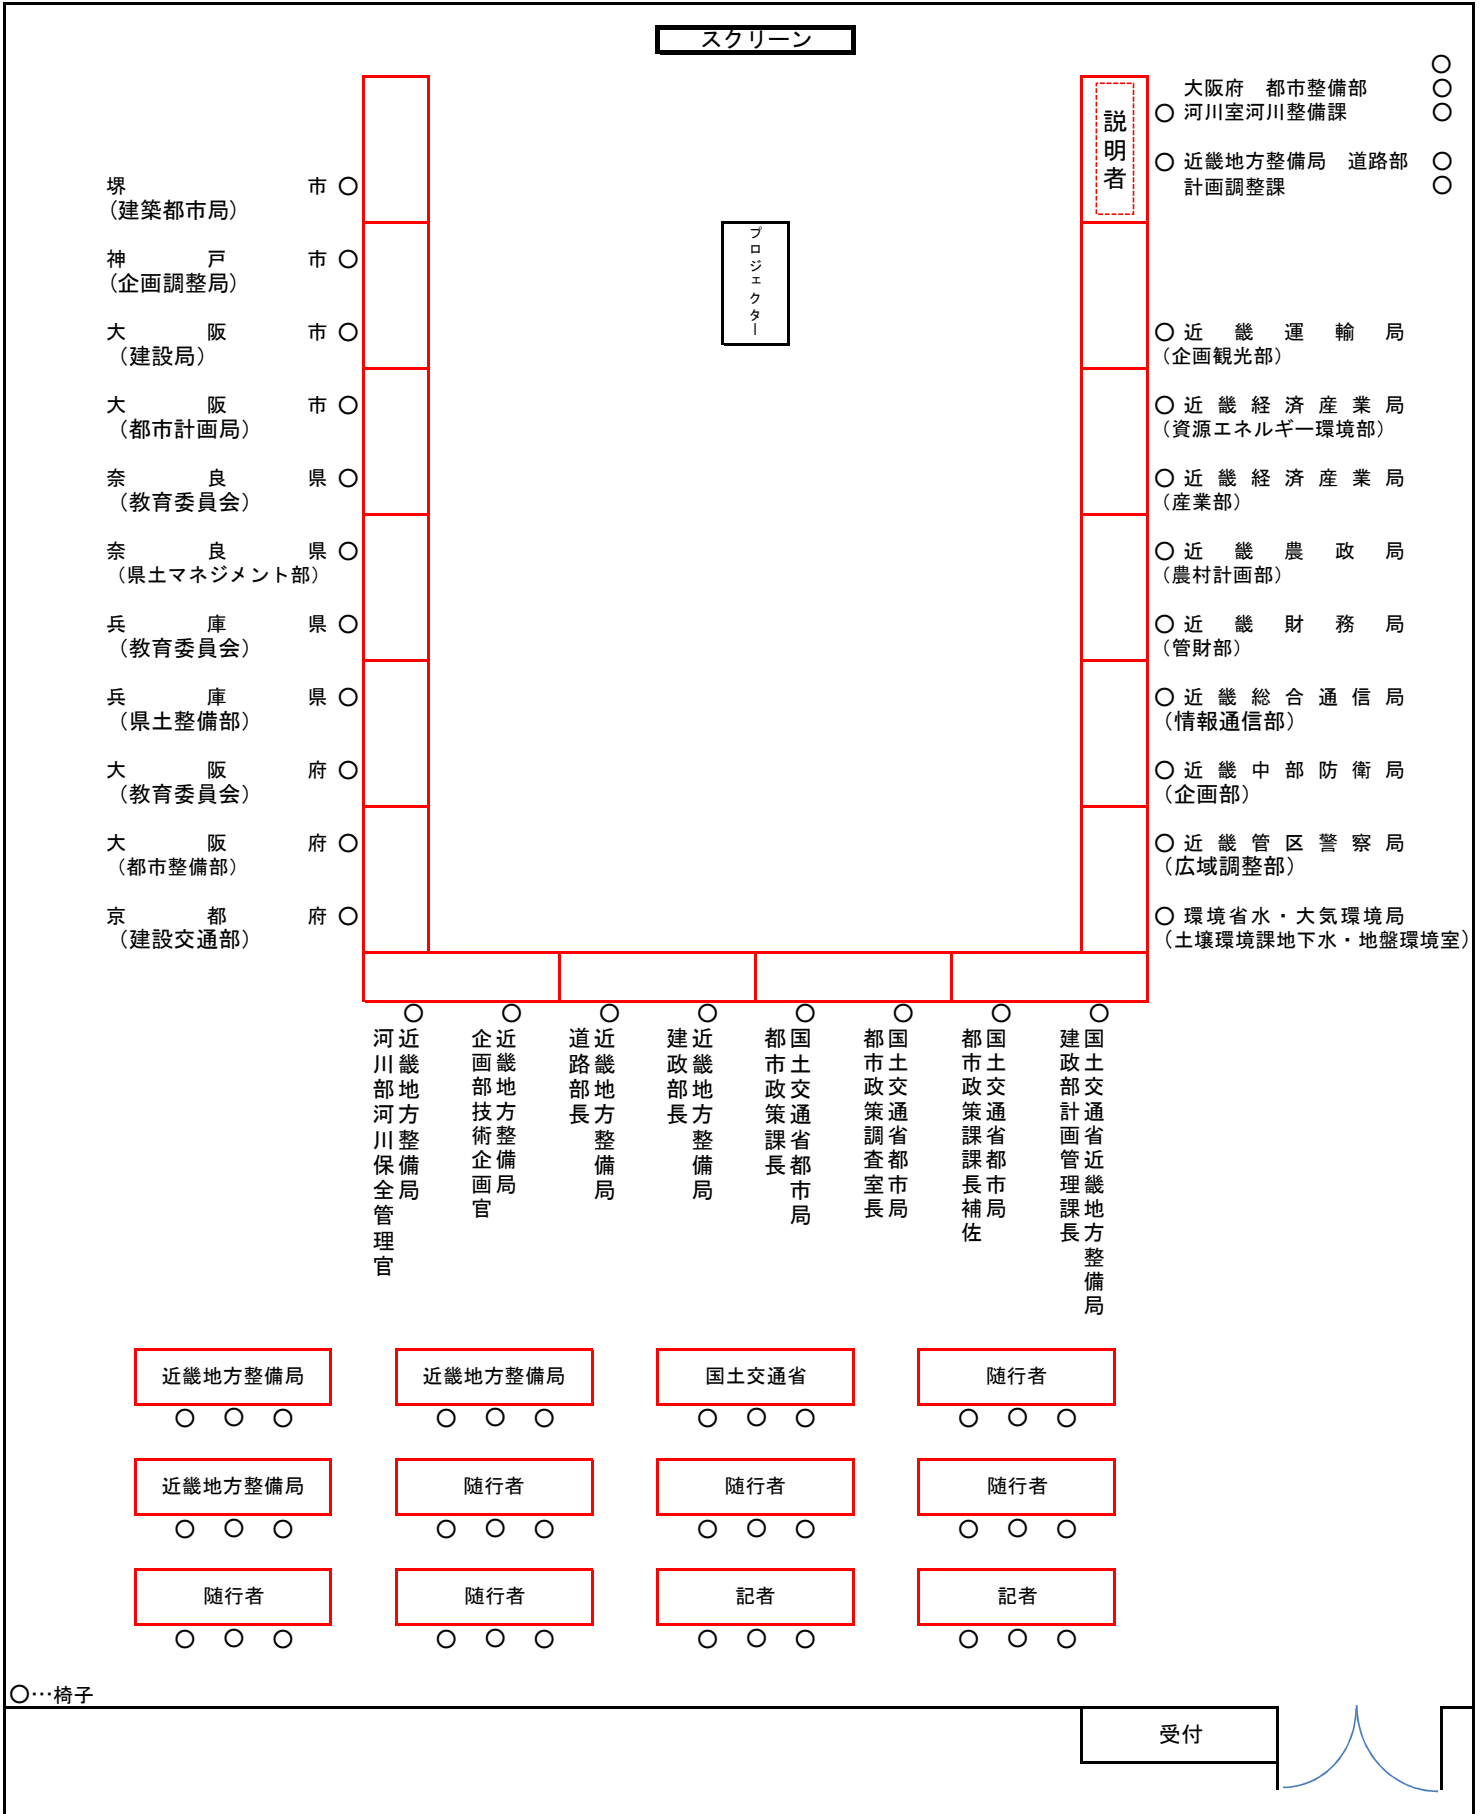 スクリーン
説明者
プロジェクター
堺市 〇
（建築都市局）
神戸市 〇
（企画調整局）
大阪市 〇
（建設局）
大阪市 〇
（都市計画局）
奈良県 〇
（教育委員会）
奈良県 〇
（県土マネジメント部）
兵庫県 〇
（教育委員会）
兵庫県 〇
（県土整備部）
大阪府 〇
（教育委員会）
大阪府 〇
（都市整備部）
京都府 〇
（建設交通部）
〇
大阪府　都市整備部 〇
〇 河川室河川整備課 〇
〇 近畿地方整備局　道路部 〇
計画調整課 〇
〇 近畿運輸局
（企画観光部）
〇 近畿経済産業局
（資源エネルギー環境部）
〇 近畿経済産業局
（産業部）
〇 近畿農政局
（農村計画部）
〇 近畿財務局
（管財部）
〇 近畿総合通信局
（情報通信部）
〇 近畿中部防衛局
（企画部）
〇 近畿管区警察局
（広域調整部）
〇 環境省水・大気環境局
（土壌環境課地下水・地盤環境室）
〇 〇 〇 〇 〇 〇 〇 〇
近畿地方整備局
河川部河川保全管理官
近畿地方整備局
企画部技術企画官
近畿地方整備局
道路部長
近畿地方整備局
建政部長
国土交通省都市局
都市政策課長
国土交通省都市局
都市政策調査室長
国土交通省都市局
都市政策課課長補佐
国土交通省近畿地方整備局
建政部計画管理課長
近畿地方整備局 近畿地方整備局 国土交通省 随行者
〇 〇 〇 〇 〇 〇 〇 〇 〇 〇 〇 〇
近畿地方整備局 随行者 随行者 随行者
〇 〇 〇 〇 〇 〇 〇 〇 〇 〇 〇 〇
随行者 随行者 記者 記者
〇 〇 〇 〇 〇 〇 〇 〇 〇 〇 〇 〇
〇…椅子
受付